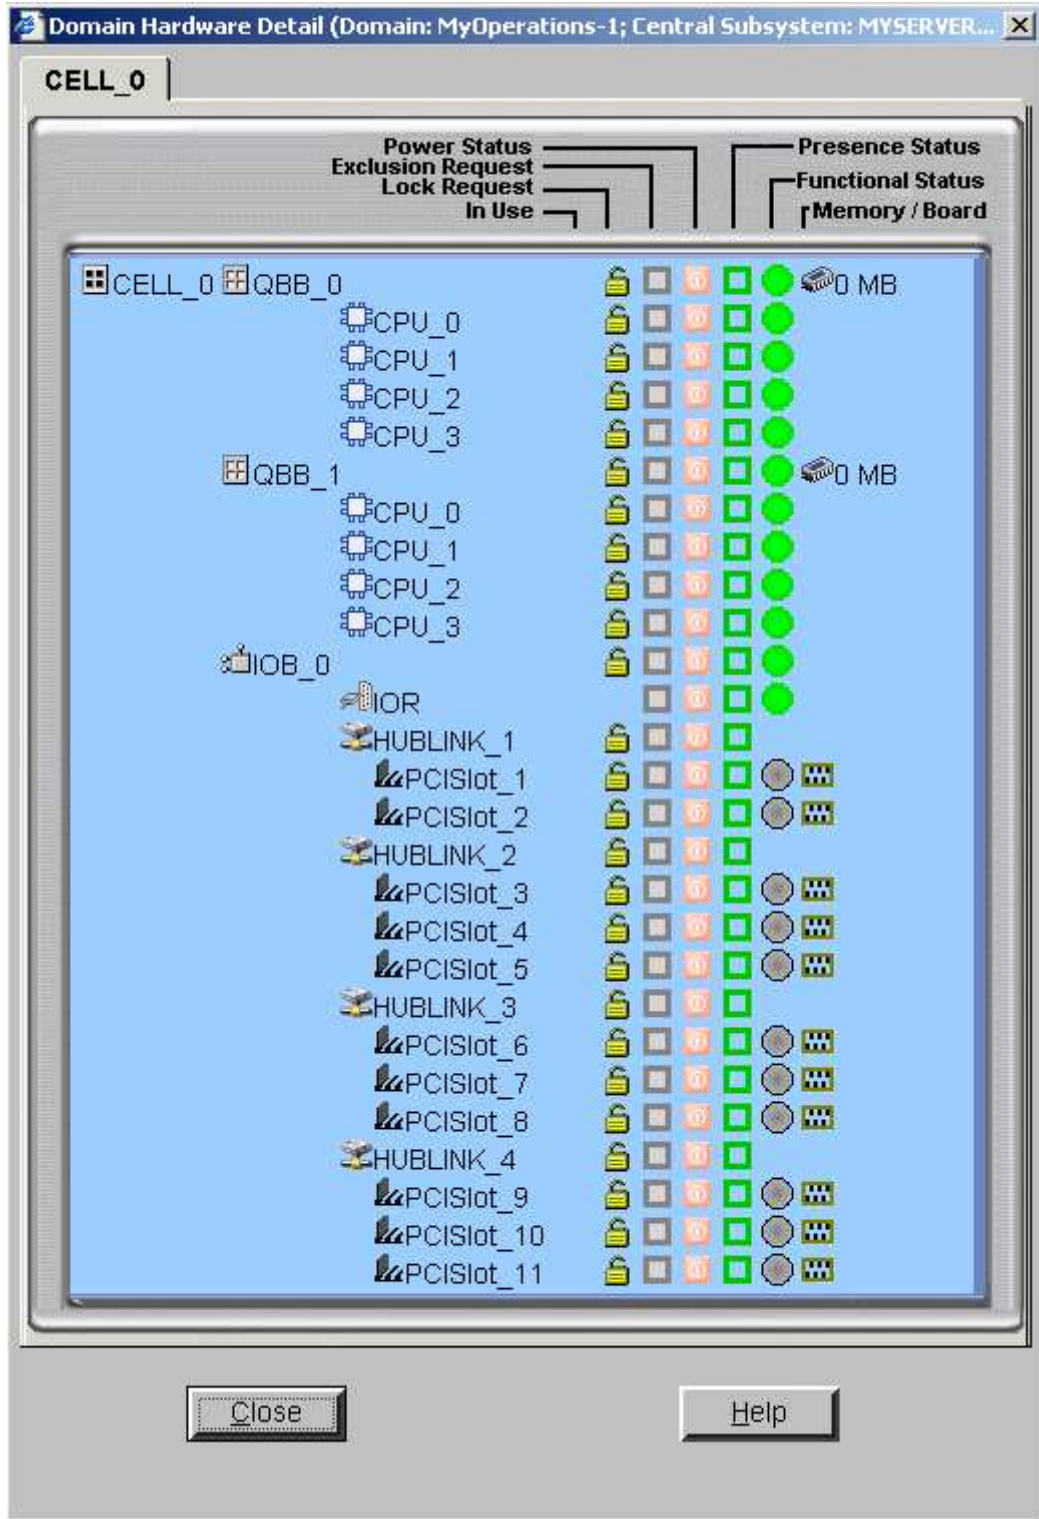 Domain Hardware Detail (Domain: MyOperations-1; Central Subsystem: MYSERVER...
CELL_0
Power Status
Presence Status
Exclusion Request
Functional Status
Lock Request
In Use
Memory / Board
CELL_0 QBB_0 0 MB
CPU_0
CPU_1
CPU_2
CPU_3
QBB_1 0 MB
CPU_0
CPU_1
CPU_2
CPU_3
IOB_0
IOR
HUBLINK_1
PCISlot_1
PCISlot_2
HUBLINK_2
PCISlot_3
PCISlot_4
PCISlot_5
HUBLINK_3
PCISlot_6
PCISlot_7
PCISlot_8
HUBLINK_4
PCISlot_9
PCISlot_10
PCISlot_11
Close Help